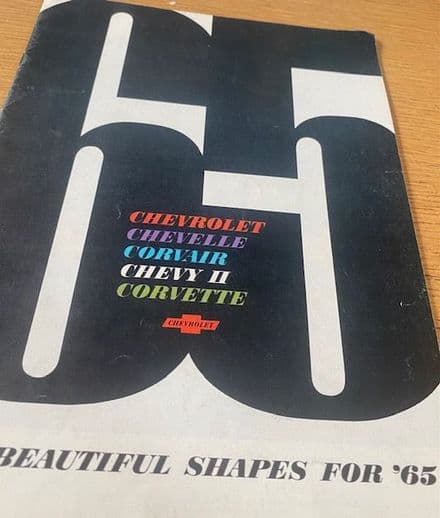 65
CHEVROLET
CHEVELLE
CORVAIR
CHEVY II
CORVETTE
CHEVROLET
BEAUTIFUL SHAPES FOR '65